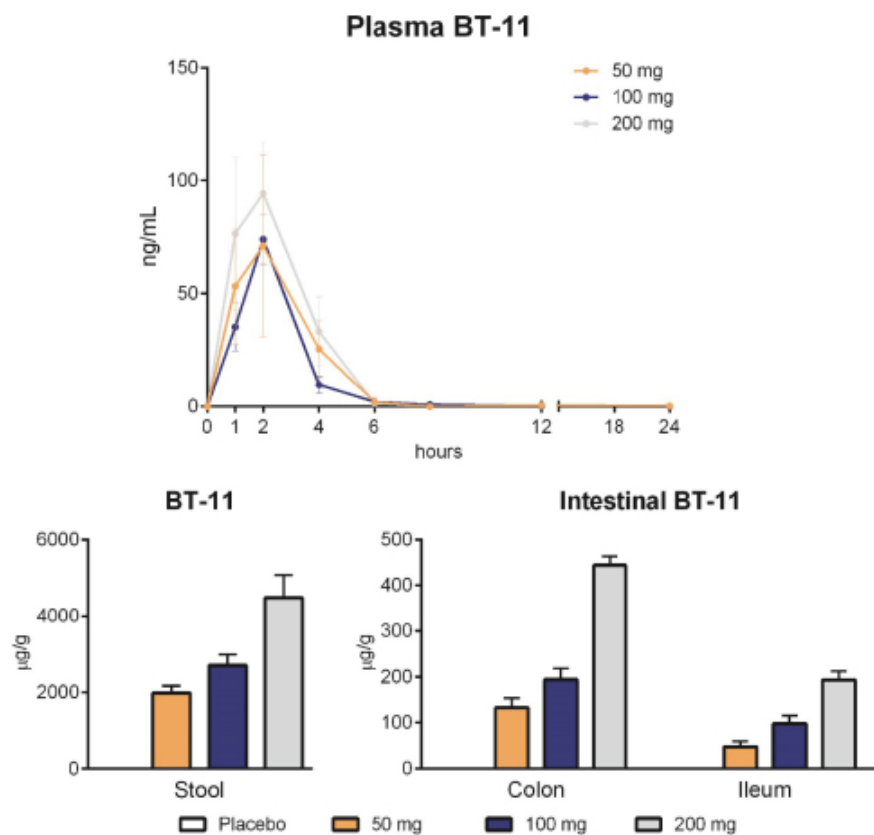 Plasma BT-11
150
100
50
0
ng/mL
50 mg
100 mg
200 mg
0 1 2 4 6 12 18 24
hours
BT-11
6000
4000
2000
0
µg/g
Stool
Intestinal BT-11
500
400
300
200
100
0
µg/g
Colon Ileum
Placebo 50 mg 100 mg 200 mg